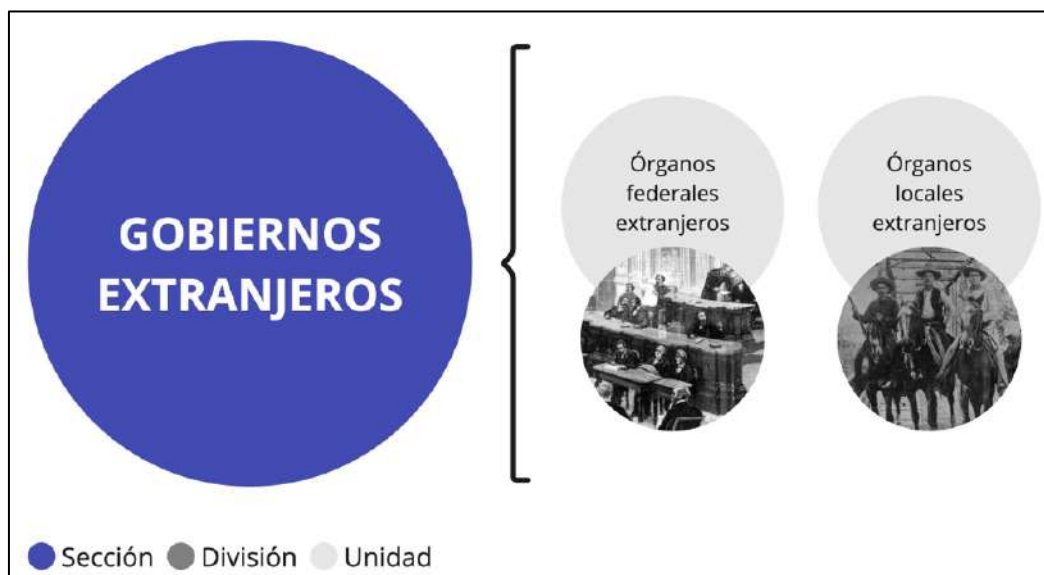 GOBIERNOS
EXTRANJEROS
Órganos
federales
extranjeros
Órganos
locales
extranjeros
Sección División Unidad